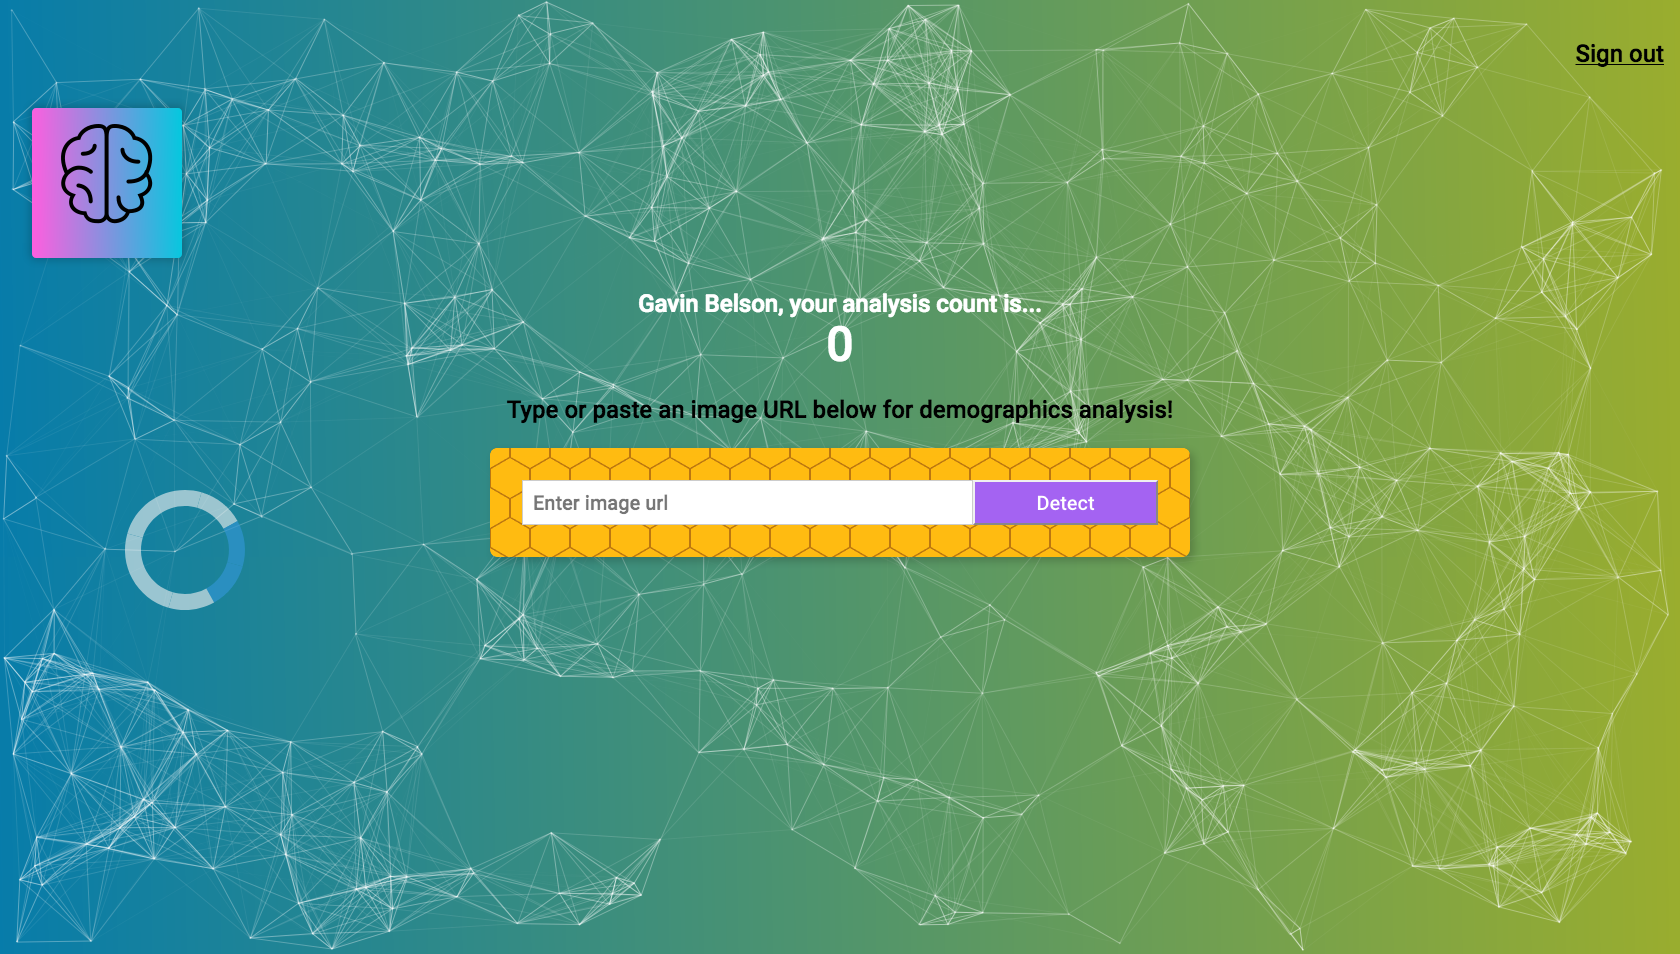 Sign out
Gavin Belson, your analysis count is...
0
Type or paste an image URL below for demographics analysis!
Enter image url
Detect